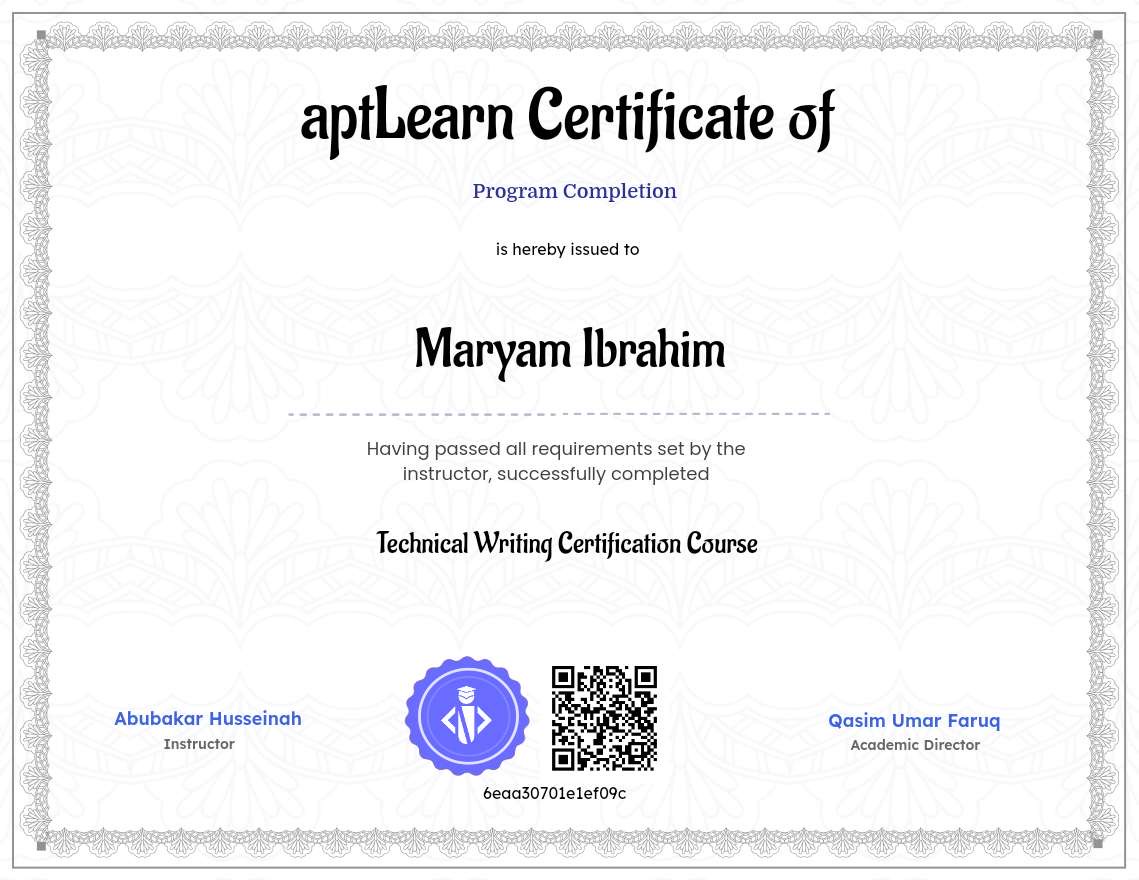 aptLearn Certificate of
Program Completion
is hereby issued to
Maryam Ibrahim
Having passed all requirements set by the
instructor, successfully completed
Technical Writing Certification Course
Abubakar Husseinah
Instructor
Qasim Umar Faruq
Academic Director
6eaa30701e1ef09c